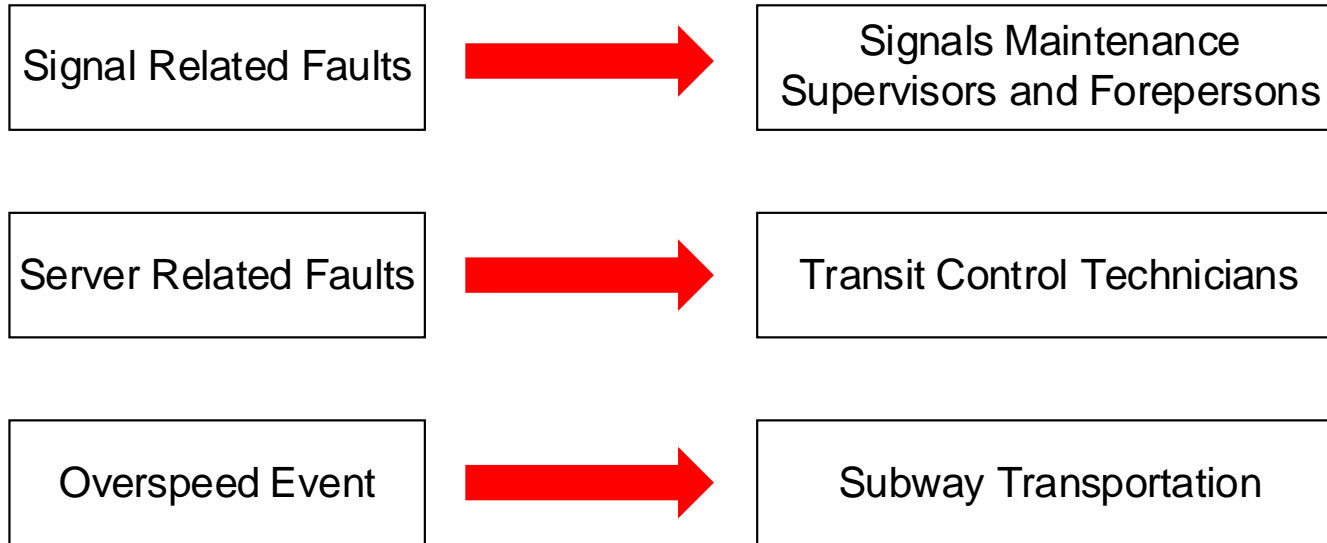 Signal Related Faults
Signals Maintenance
Supervisors and Forepersons
Server Related Faults
Transit Control Technicians
Overspeed Event
Subway Transportation